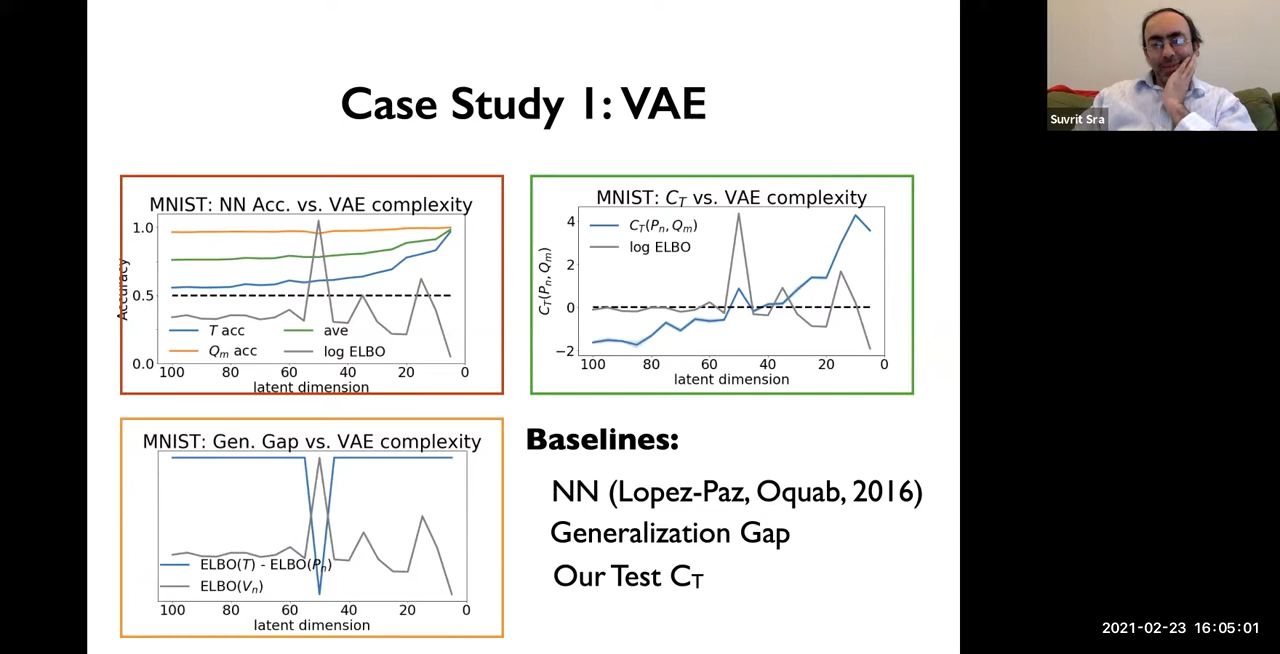 Case Study 1: VAE
Suvrit Sra
MNIST: NN Acc. vs. VAE complexity
Accuracy
1.0
0.5
0.0
T acc
ave
Qm acc
log ELBO
100 80 60 40 20 0
latent dimension
MNIST: CT vs. VAE complexity
CT(Pn, Qm)
4
2
0
−2
CT(Pn, Qm)
log ELBO
100 80 60 40 20 0
latent dimension
MNIST: Gen. Gap vs. VAE complexity
ELBO(T) - ELBO(Pn)
ELBO(Vn)
100 80 60 40 20 0
latent dimension
Baselines:
NN (Lopez-Paz, Oquab, 2016)
Generalization Gap
Our Test CT
2021-02-23 16:05:01